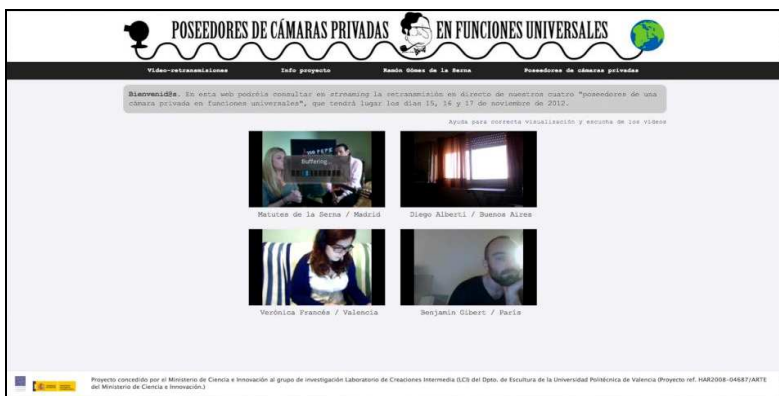 POSEEDORES DE CÁMARAS PRIVADAS EN FUNCIONES UNIVERSALES
Vídeo-retransmisiones Info proyecto Ramón Gómez de la Serna Poseedores de cámaras privadas
Bienvenid@s. En esta web podréis consultar en streaming la retransmisión en directo de nuestros cuatro "poseedores de una
cámara privada en funciones universales", que tendrá lugar los días 15, 16 y 17 de noviembre de 2012.
Ayuda para correcta visualización y escucha de los vídeos
Buffering...
Matutes de la Serna / Madrid Diego Alberti / Buenos Aires
Verónica Francés / Valencia Benjamin Gibert / París
Proyecto concedido por el Ministerio de Ciencia e Innovación al grupo de investigación Laboratorio de Creaciones Intermedia (LCI) del Dpto. de Escultura de la Universidad Politécnica de Valencia (Proyecto ref. HAR2008-04687/ARTE
del Ministerio de Ciencia e Innovación.)